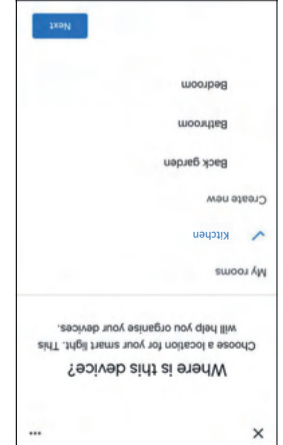 Where is this device?
Choose a location for your smart light. This
will help you organise your devices.
My rooms
Kitchen
Create new
Back garden
Bathroom
Bedroom
Next